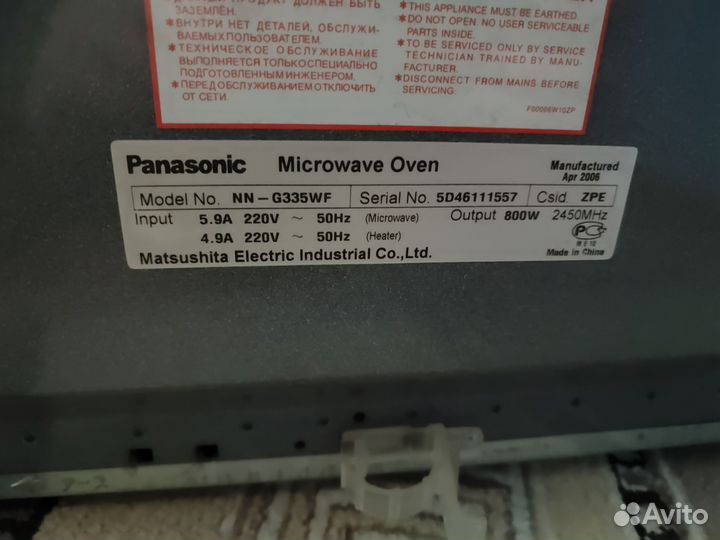 ЗАЗЕМЛЁН.
*ВНУТРИ НЕТ ДЕТАЛЕЙ, ОБСЛУЖИ-
ВАЕМЫХ ПОЛЬЗОВАТЕЛЕМ.
*ТЕХНИЧЕСКОЕ ОБСЛУЖИВАНИЕ
ВЫПОЛНЯЕТСЯ ТОЛЬКО СПЕЦИАЛЬНО
ПОДГОТОВЛЕННЫМ ИНЖЕНЕРОМ.
*ПЕРЕД ОБСЛУЖИВАНИЕМ ОТКЛЮЧИТЬ
ОТ СЕТИ.
*THIS APPLIANCE MUST BE EARTHED.
*DO NOT OPEN. NO USER SERVICEABLE
PARTS INSIDE.
*TO BE SERVICED ONLY BY SERVICE
TECHNICIAN TRAINED BY MANU-
FACTURER.
*DISCONNECT FROM MAINS BEFORE
SERVICING.
F00066W10ZP
Panasonic Microwave Oven Manufactured
Apr 2006
Model No. NN-G335WF Serial No. 5D46111557 Csid. ZPE
Input 5.9A 220V ~ 50Hz (Microwave) Output 800W 2450MHz
4.9A 220V ~ 50Hz (Heater)
Matsushita Electric Industrial Co.,Ltd. Made in China
Avito